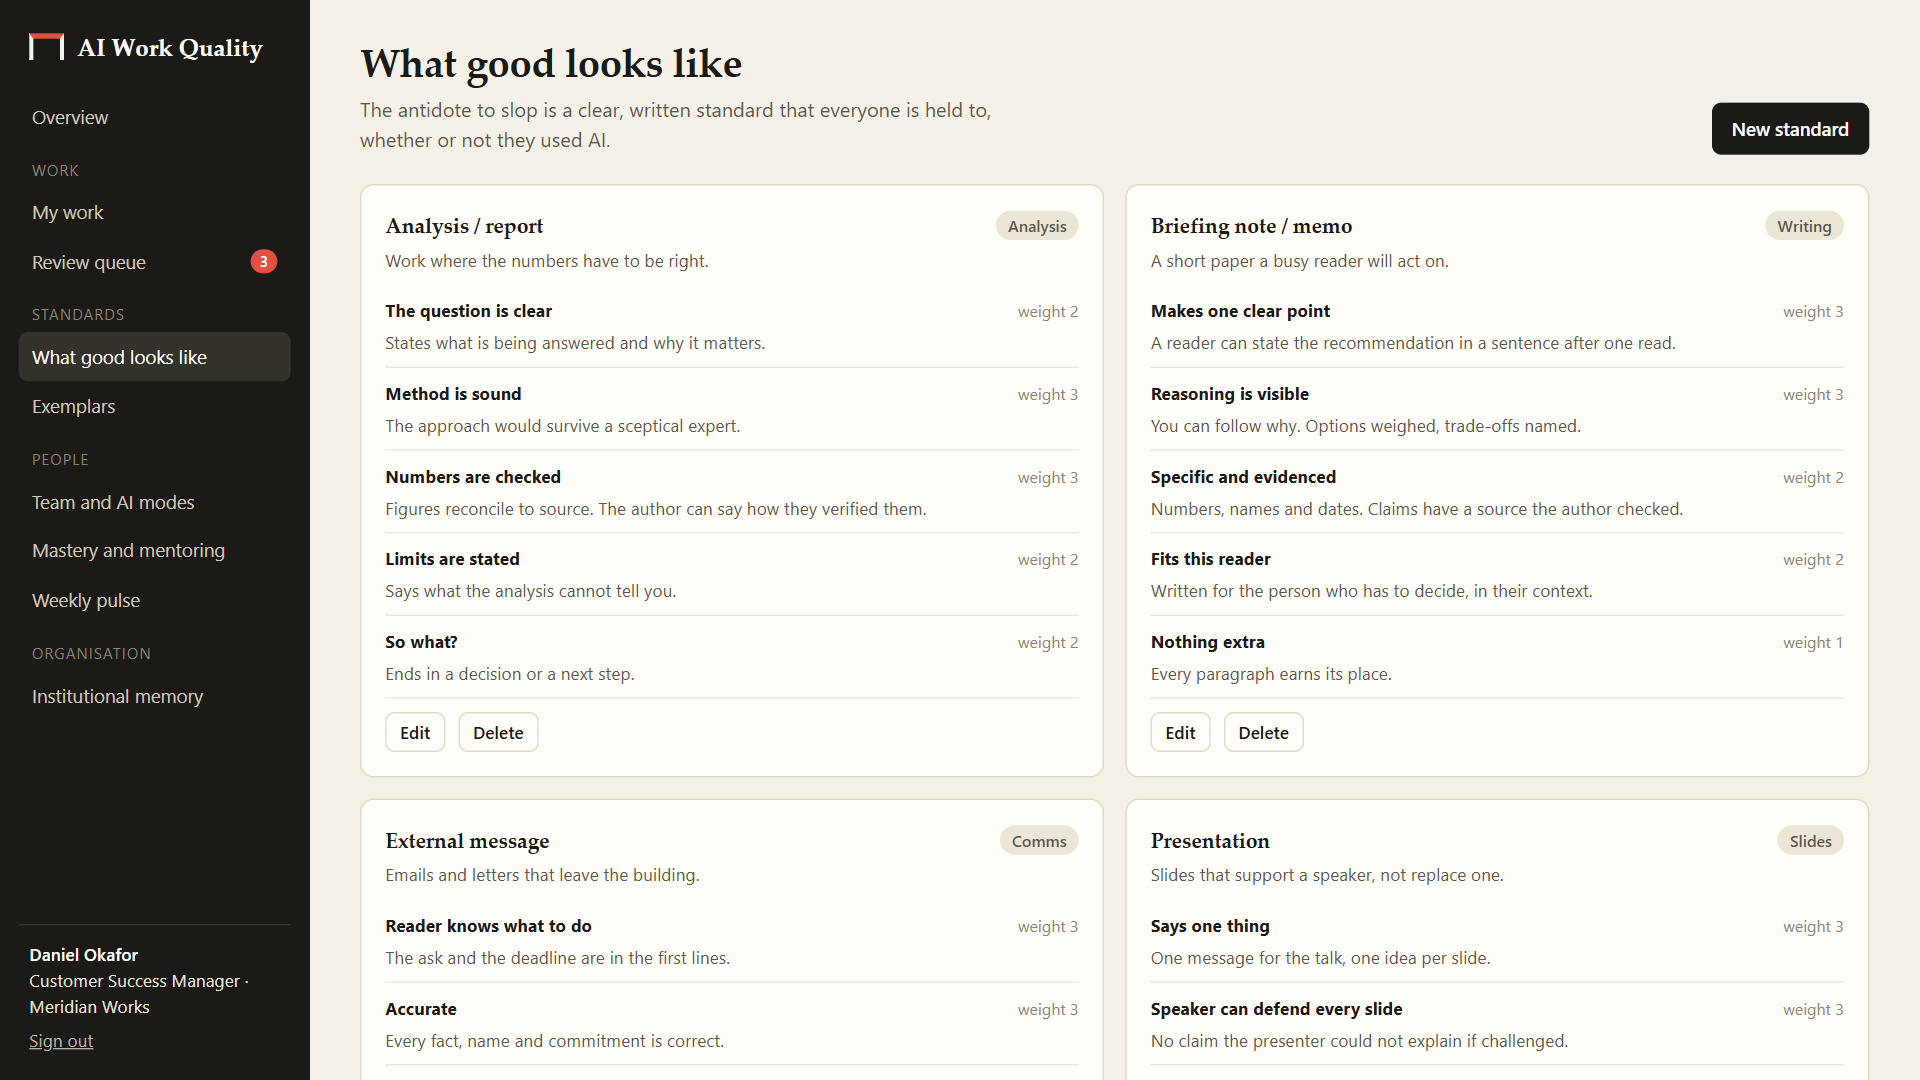 AI Work Quality
Overview
WORK
My work
Review queue 3
STANDARDS
What good looks like
Exemplars
PEOPLE
Team and AI modes
Mastery and mentoring
Weekly pulse
ORGANISATION
Institutional memory
Daniel Okafor
Customer Success Manager ·
Meridian Works
Sign out
What good looks like
The antidote to slop is a clear, written standard that everyone is held to,
whether or not they used AI.
New standard
Analysis / report Analysis
Work where the numbers have to be right.
The question is clear weight 2
States what is being answered and why it matters.
Method is sound weight 3
The approach would survive a sceptical expert.
Numbers are checked weight 3
Figures reconcile to source. The author can say how they verified them.
Limits are stated weight 2
Says what the analysis cannot tell you.
So what? weight 2
Ends in a decision or a next step.
Edit Delete
Briefing note / memo Writing
A short paper a busy reader will act on.
Makes one clear point weight 3
A reader can state the recommendation in a sentence after one read.
Reasoning is visible weight 3
You can follow why. Options weighed, trade-offs named.
Specific and evidenced weight 2
Numbers, names and dates. Claims have a source the author checked.
Fits this reader weight 2
Written for the person who has to decide, in their context.
Nothing extra weight 1
Every paragraph earns its place.
Edit Delete
External message Comms
Emails and letters that leave the building.
Reader knows what to do weight 3
The ask and the deadline are in the first lines.
Accurate weight 3
Every fact, name and commitment is correct.
Presentation Slides
Slides that support a speaker, not replace one.
Says one thing weight 3
One message for the talk, one idea per slide.
Speaker can defend every slide weight 3
No claim the presenter could not explain if challenged.